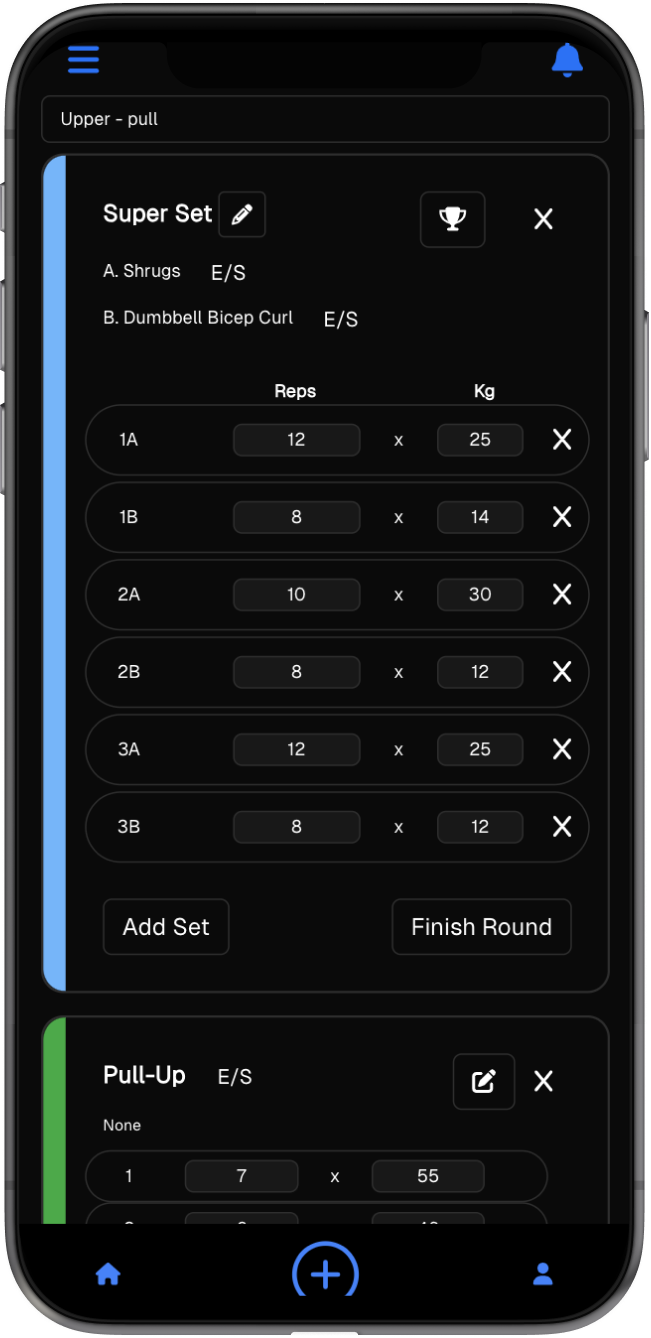 Upper - pull
Super Set
A. Shrugs E/S
B. Dumbbell Bicep Curl E/S
Reps Kg
1A 12 x 25 X
1B 8 x 14 X
2A 10 x 30 X
2B 8 x 12 X
3A 12 x 25 X
3B 8 x 12 X
Add Set Finish Round
Pull-Up E/S
None
1 7 x 55